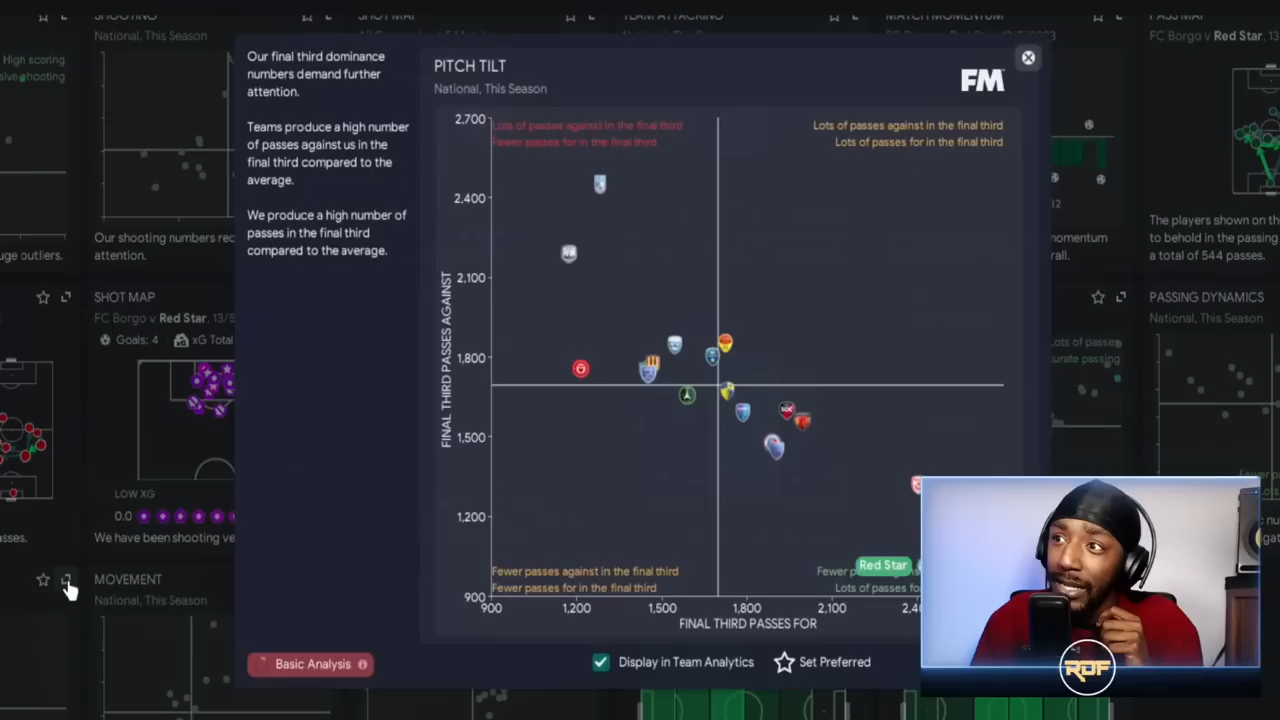 SHOOTING
SHOT MAP
TEAM ATTACKING
MATCH MOMENTUM
PASS MAP
National, This Season
FC Borgo v Red Star, 13
High scoring
Our final third dominance
numbers demand further
attention.
Teams produce a high number
of passes against us in the
final third compared to the
average.
We produce a high number of
passes in the final third
compared to the average.
PITCH TILT
National, This Season
FM
Lots of passes against in the final third
Fewer passes for in the final third
Lots of passes against in the final third
Lots of passes for in the final third
2,700
2,400
2,100
1,800
1,500
1,200
900
FINAL THIRD PASSES AGAINST
Fewer passes against in the final third
Fewer passes for in the final third
Red Star
Lots of passes
900
1,200
1,500
1,800
2,100
FINAL THIRD PASSES FOR
Basic Analysis
Display in Team Analytics
Set Preferred
Our shooting numbers
attention.
SHOT MAP
FC Borgo v Red Star, 13/5
Goals: 4
xG Total
LOW XG
0.0
We have been shooting
MOVEMENT
National, This Season
The players shown on the
to behold in the passing
a total of 544 passes.
PASSING DYNAMICS
National, This Season
Lots of passes
RDF